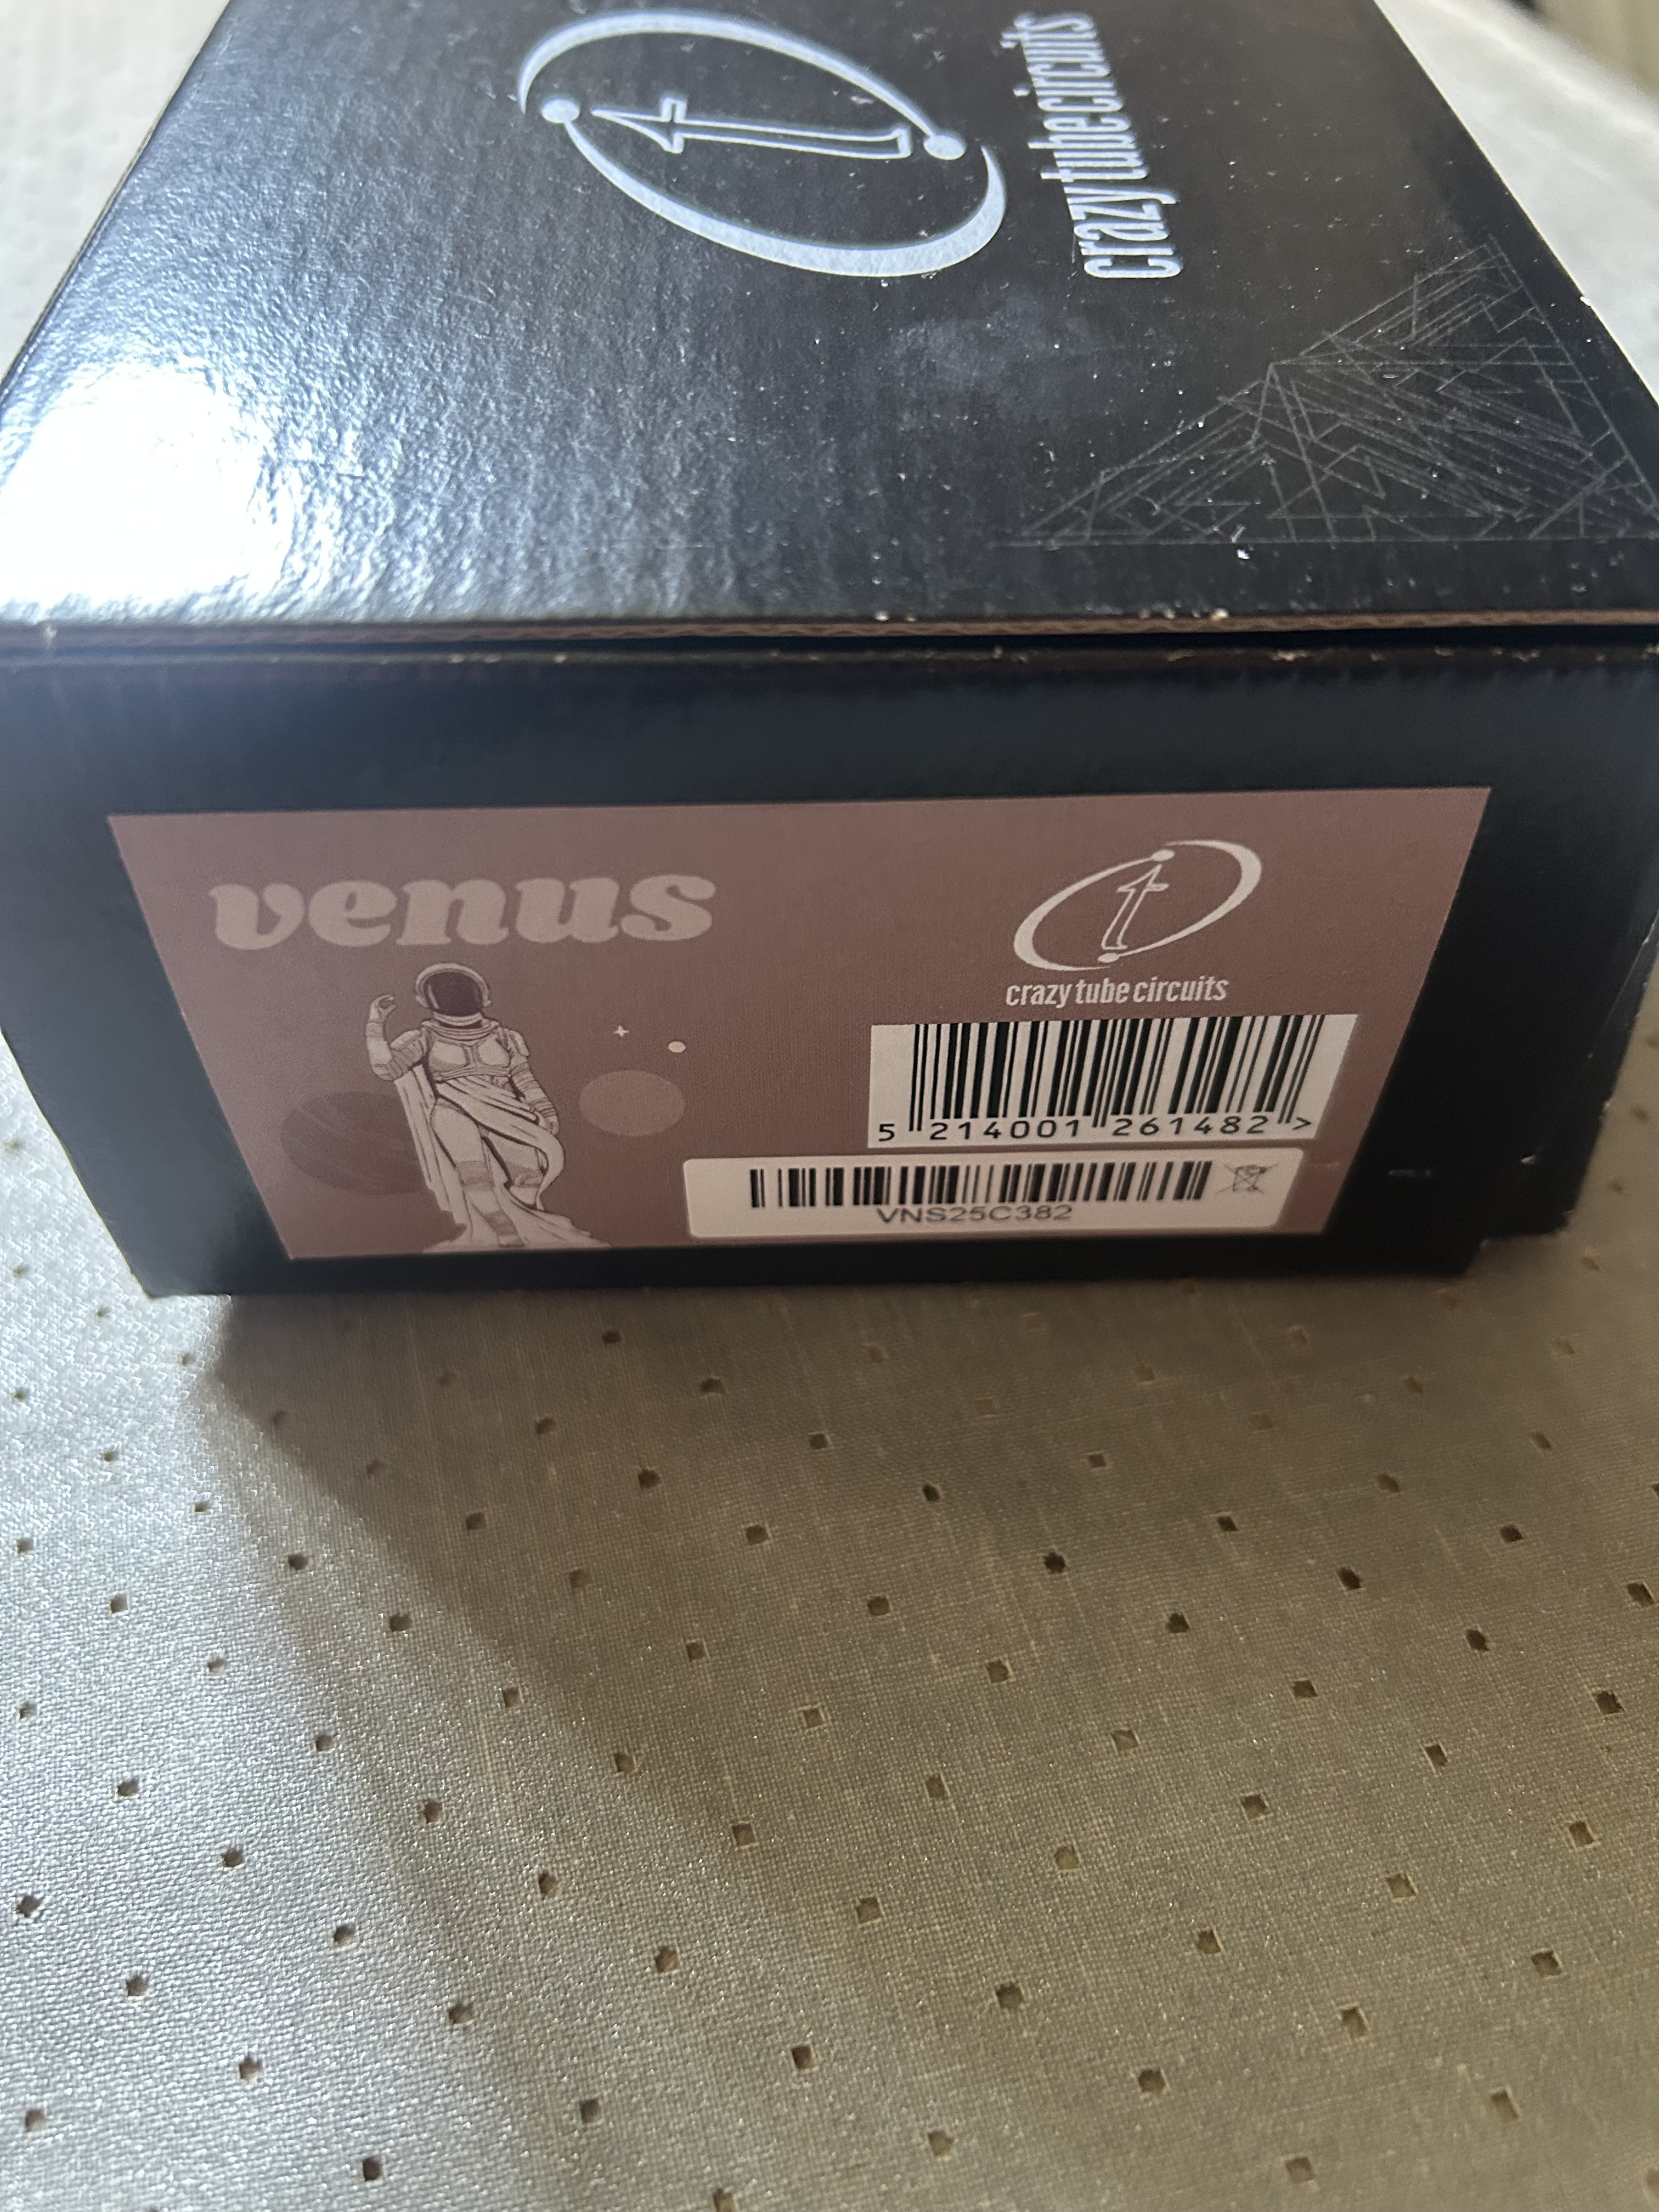 crazy tube circuits
venus
crazy tube circuits
5 214001 261482 >
VNS25C382